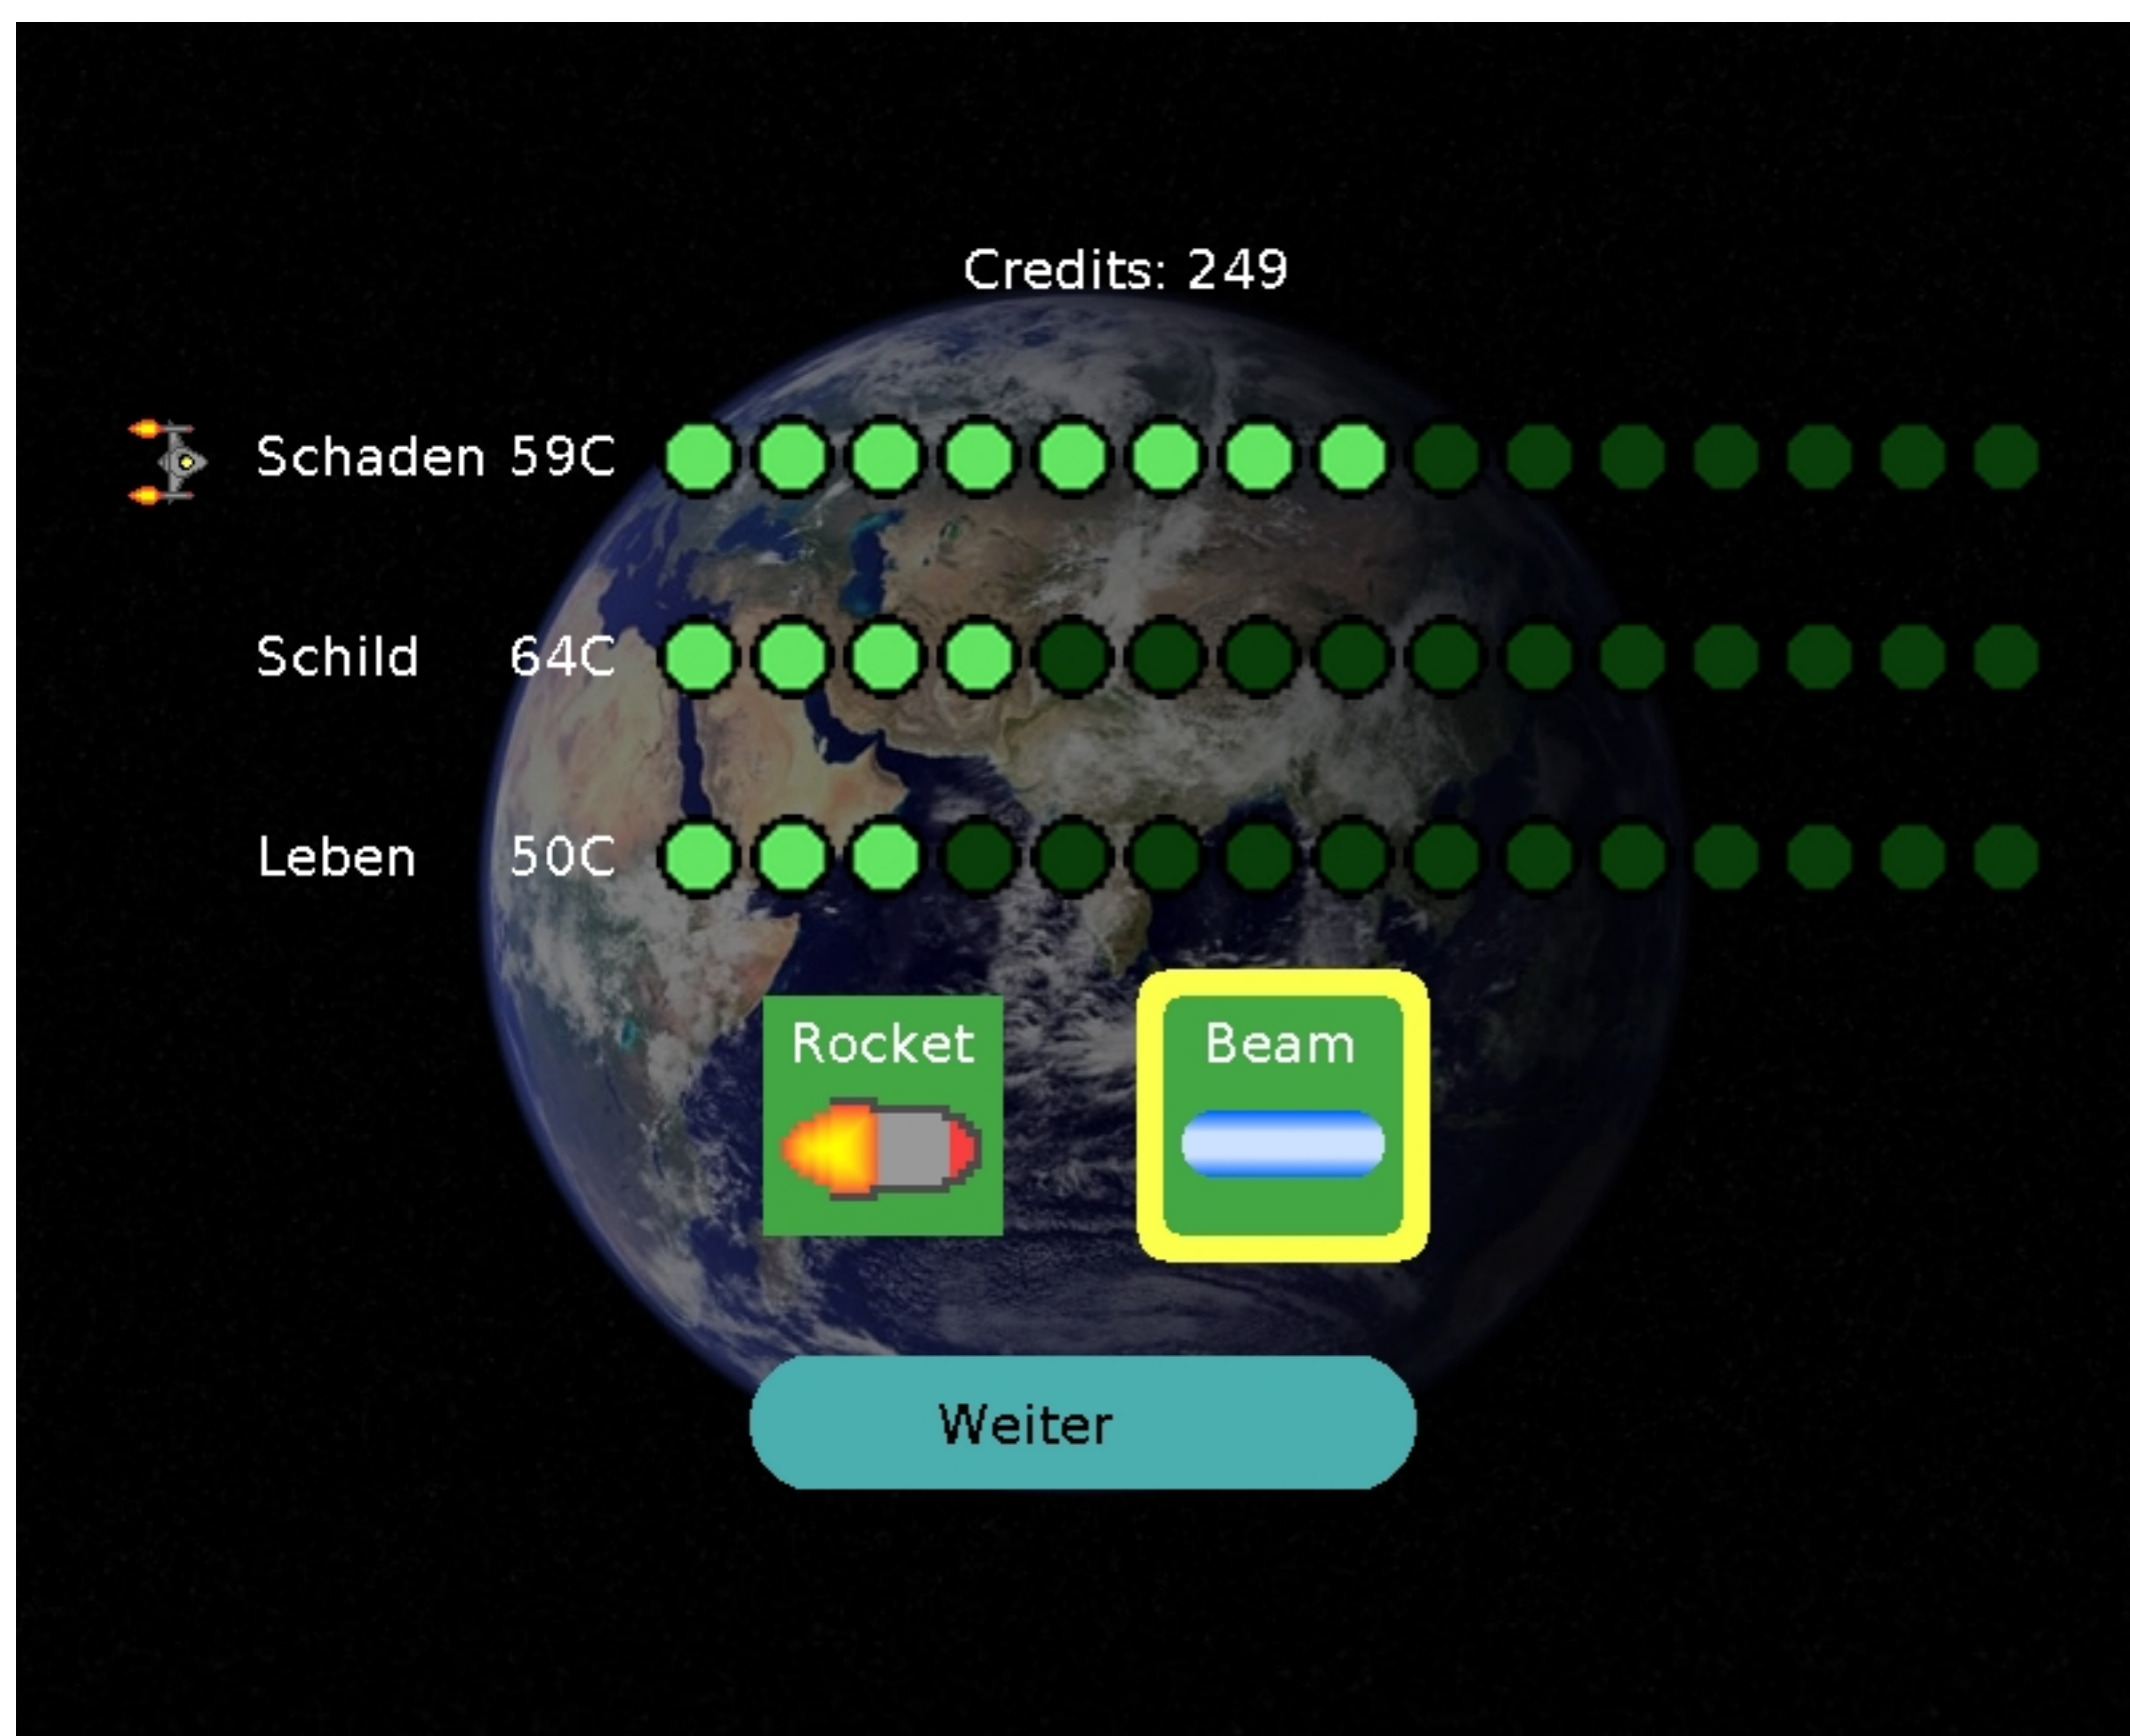 Credits: 249
Schaden 59C
Schild 64C
Leben 50C
Rocket Beam
Weiter